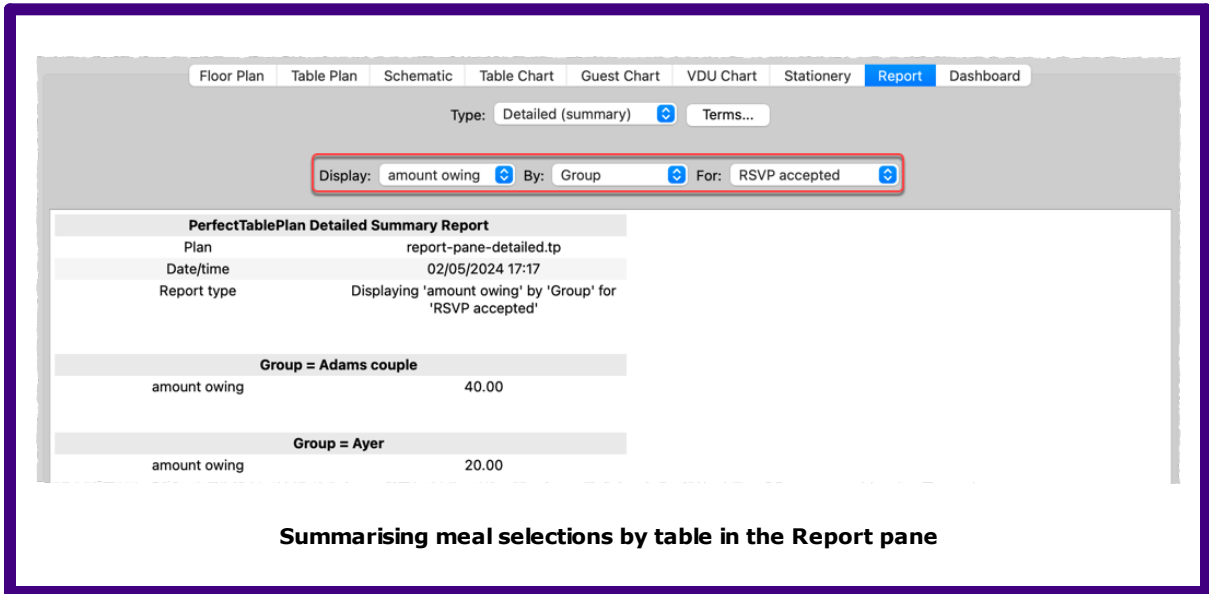 Floor Plan Table Plan Schematic Table Chart Guest Chart VDU Chart Stationery Report Dashboard
Type: Detailed (summary) Terms...
Display: amount owing By: Group For: RSVP accepted
PerfectTablePlan Detailed Summary Report
Plan report-pane-detailed.tp
Date/time 02/05/2024 17:17
Report type Displaying 'amount owing' by 'Group' for
'RSVP accepted'
Group = Adams couple
amount owing 40.00
Group = Ayer
amount owing 20.00
Summarising meal selections by table in the Report pane